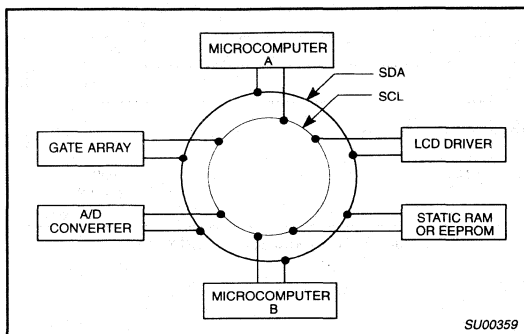 MICROCOMPUTER
A
SDA
SCL
GATE ARRAY
LCD DRIVER
A/D
CONVERTER
STATIC RAM
OR EEPROM
MICROCOMPUTER
B
SU00359